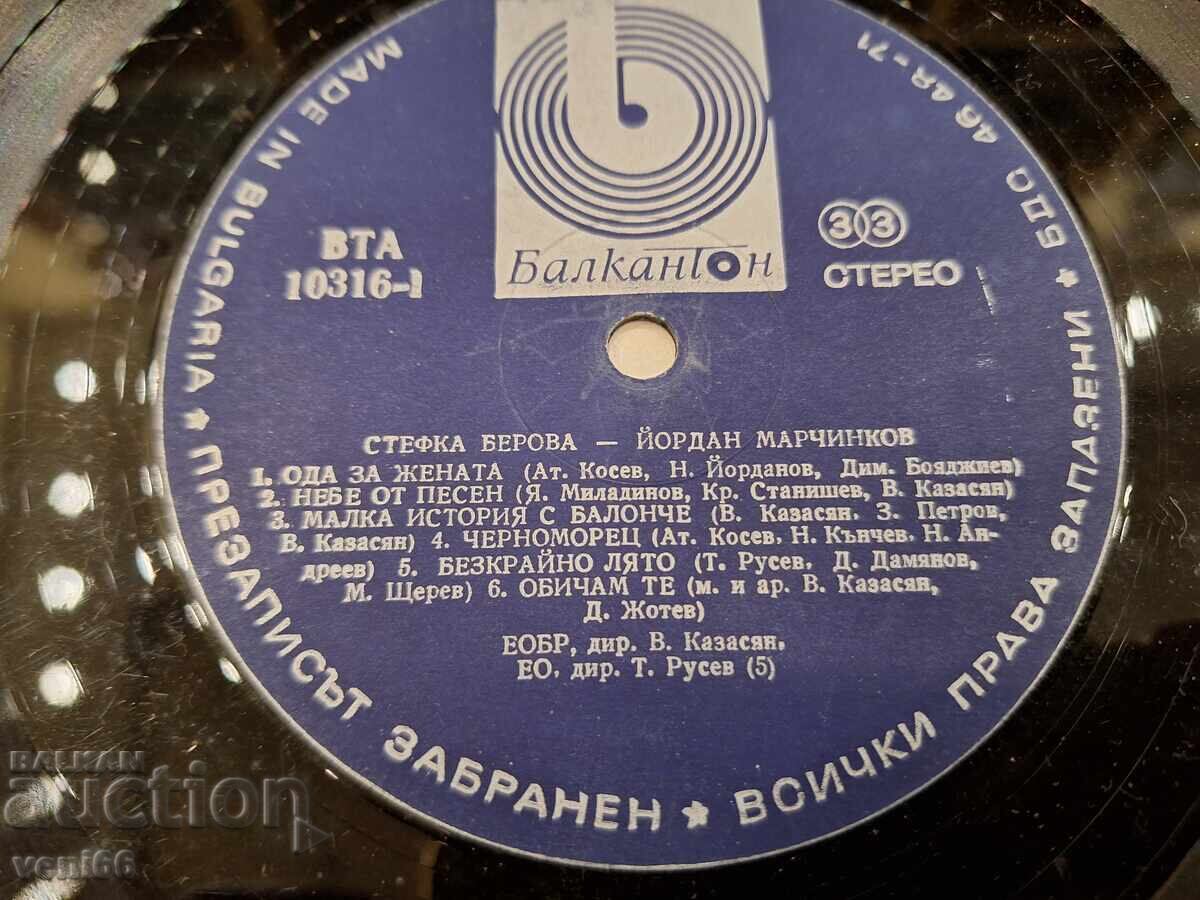 MADE IN BULGARIA ★ ПРЕЗАПИСЪТ ЗАБРАНЕН ★ ВСИЧКИ ПРАВА ЗАПАЗЕНИ ★ БДС 464Я-71
БалканТон
ВТА
10316-1
33
СТЕРЕО
СТЕФКА БЕРОВА — ЙОРДАН МАРЧИНКОВ
1. ОДА ЗА ЖЕНАТА (Ат. Косев, Н. Йорданов, Дим. Бояджиев)
2. НЕБЕ ОТ ПЕСЕН (Я. Миладинов, Кр. Станишев, В. Казасян)
3. МАЛКА ИСТОРИЯ С БАЛОНЧЕ (В. Казасян, З. Петров,
В. Казасян) 4. ЧЕРНОМОРЕЦ (Ат. Косев, Н. Кънчев, Н. Ан-
дреев) 5. БЕЗКРАЙНО ЛЯТО (Т. Русев, Д. Дамянов,
М. Щерев) 6. ОБИЧАМ ТЕ (м. и ар. В. Казасян,
Д. Жотев)
ЕОБР, дир. В. Казасян,
ЕО, дир. Т. Русев (5)
BALKAN
auction
veni66